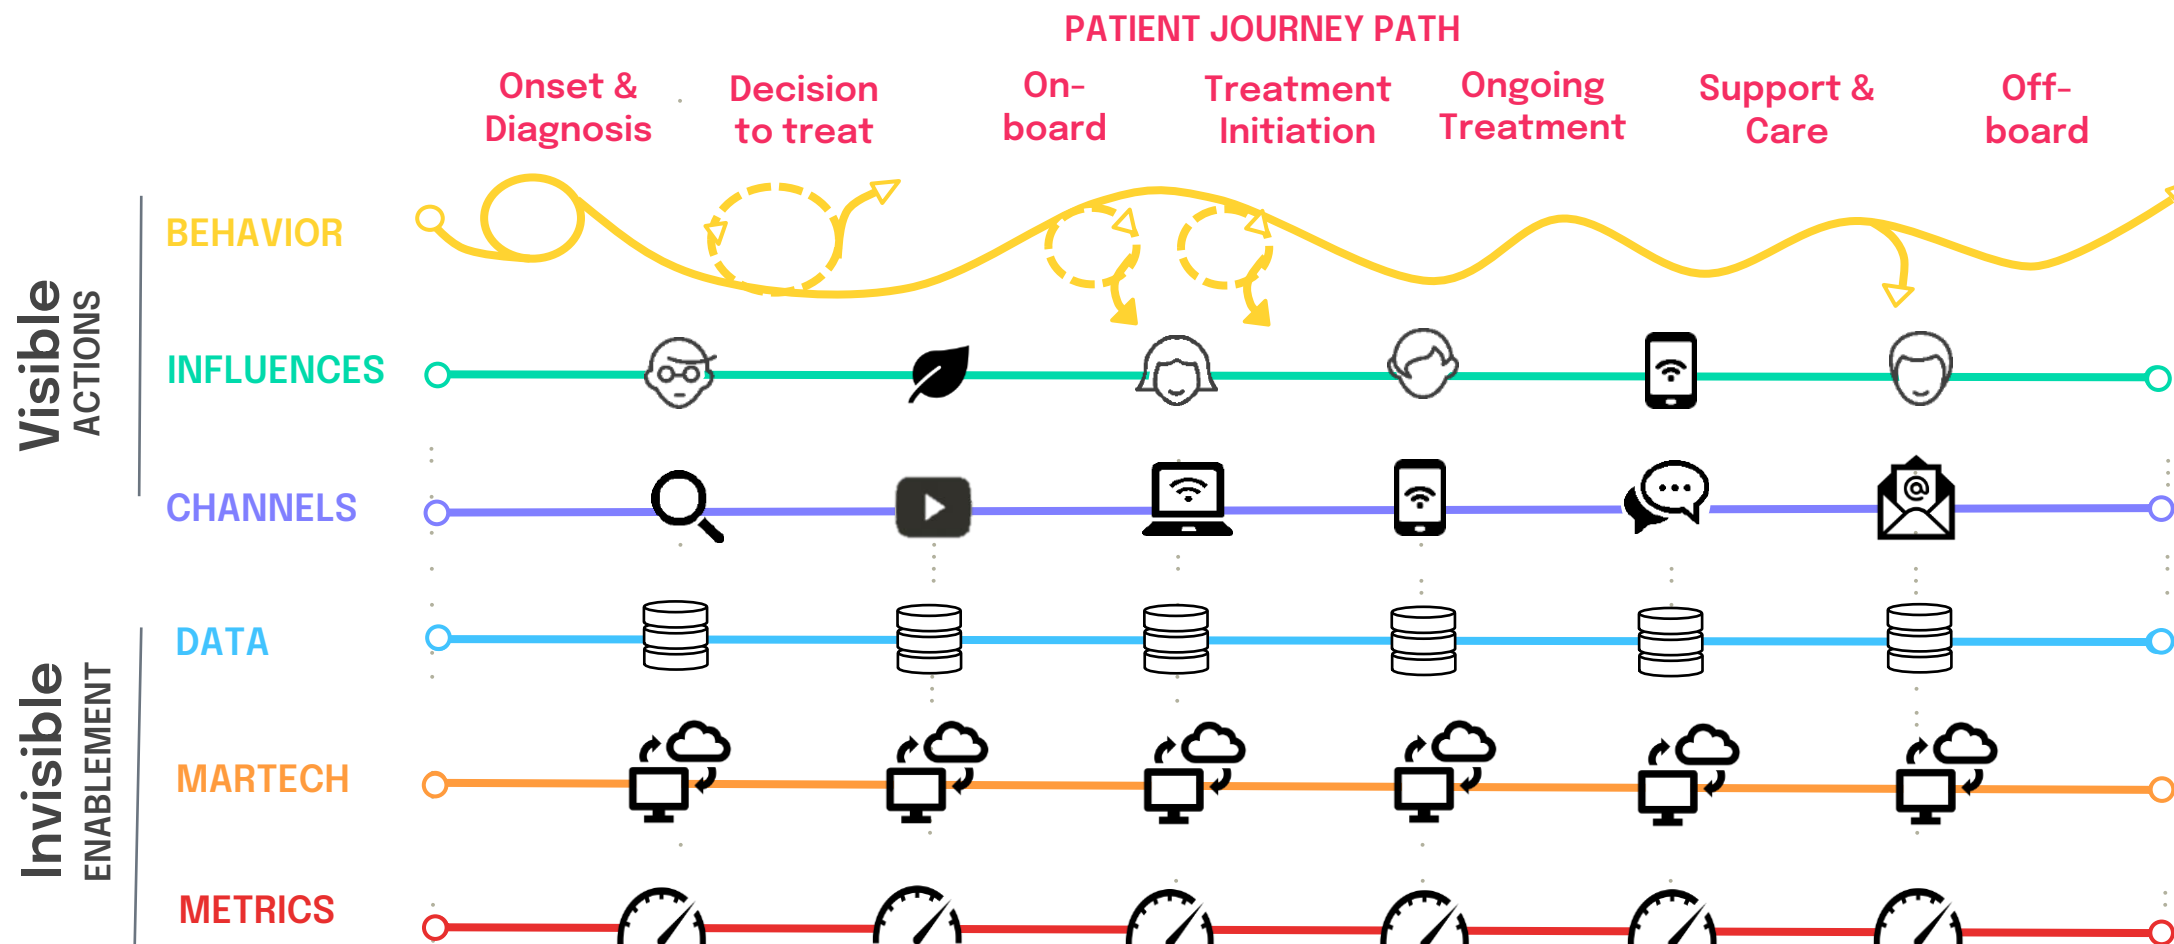 PATIENT JOURNEY PATH
Onset &
Diagnosis
Decision
to treat
On-
board
Treatment
Initiation
Ongoing
Treatment
Support &
Care
Off-
board
Visible
ACTIONS
BEHAVIOR
INFLUENCES
CHANNELS
Invisible
ENABLEMENT
DATA
MARTECH
METRICS